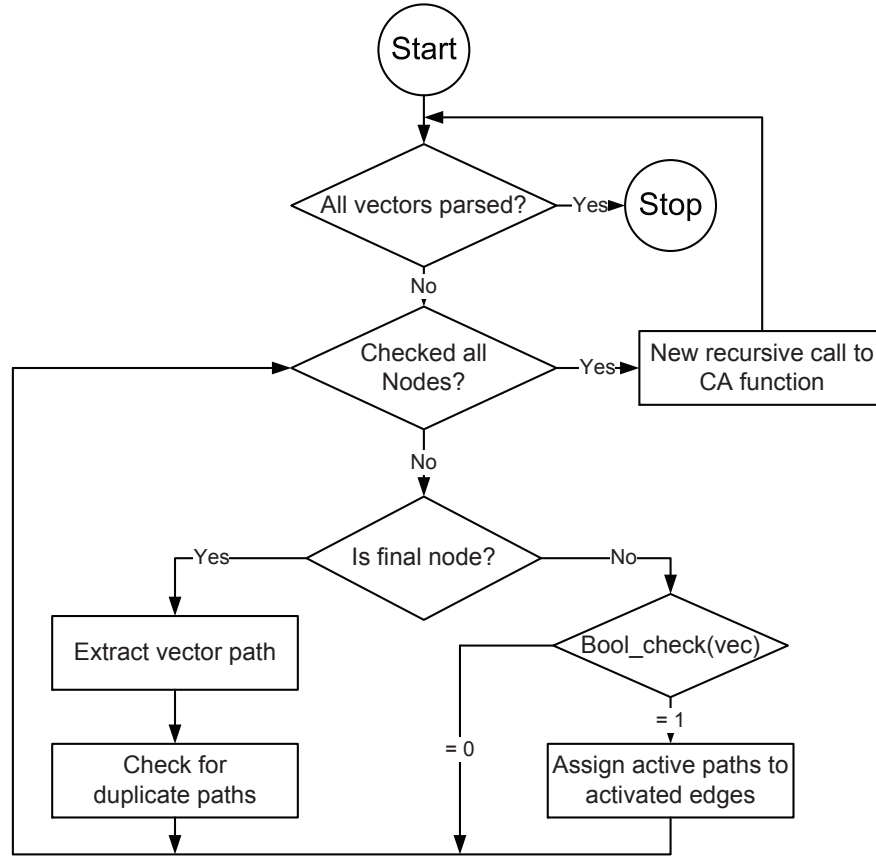 Start
All vectors parsed?
Yes
Stop
No
Checked all
Nodes?
Yes
New recursive call to
CA function
No
Is final node?
Yes
No
Extract vector path
Bool_check(vec)
= 1
= 0
Check for
duplicate paths
Assign active paths to
activated edges